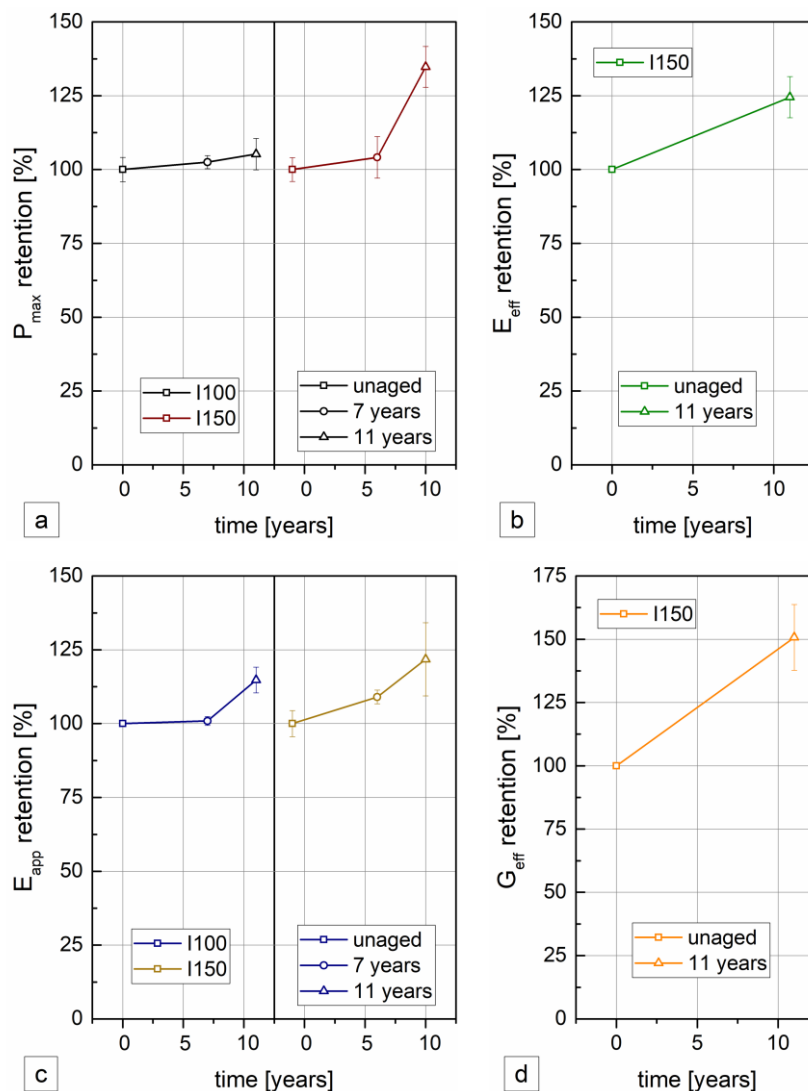 150
125
100
75
50
25
0
P_max retention [%]
I100
I150
unaged
7 years
11 years
0 5 10 0 5 10
time [years]
a
150
125
100
75
50
25
0
E_eff retention [%]
I150
unaged
11 years
0 5 10
time [years]
b
150
125
100
75
50
25
0
E_app retention [%]
I100
I150
unaged
7 years
11 years
0 5 10 0 5 10
time [years]
c
175
150
125
100
75
50
25
0
G_eff retention [%]
I150
unaged
11 years
0 5 10
time [years]
d